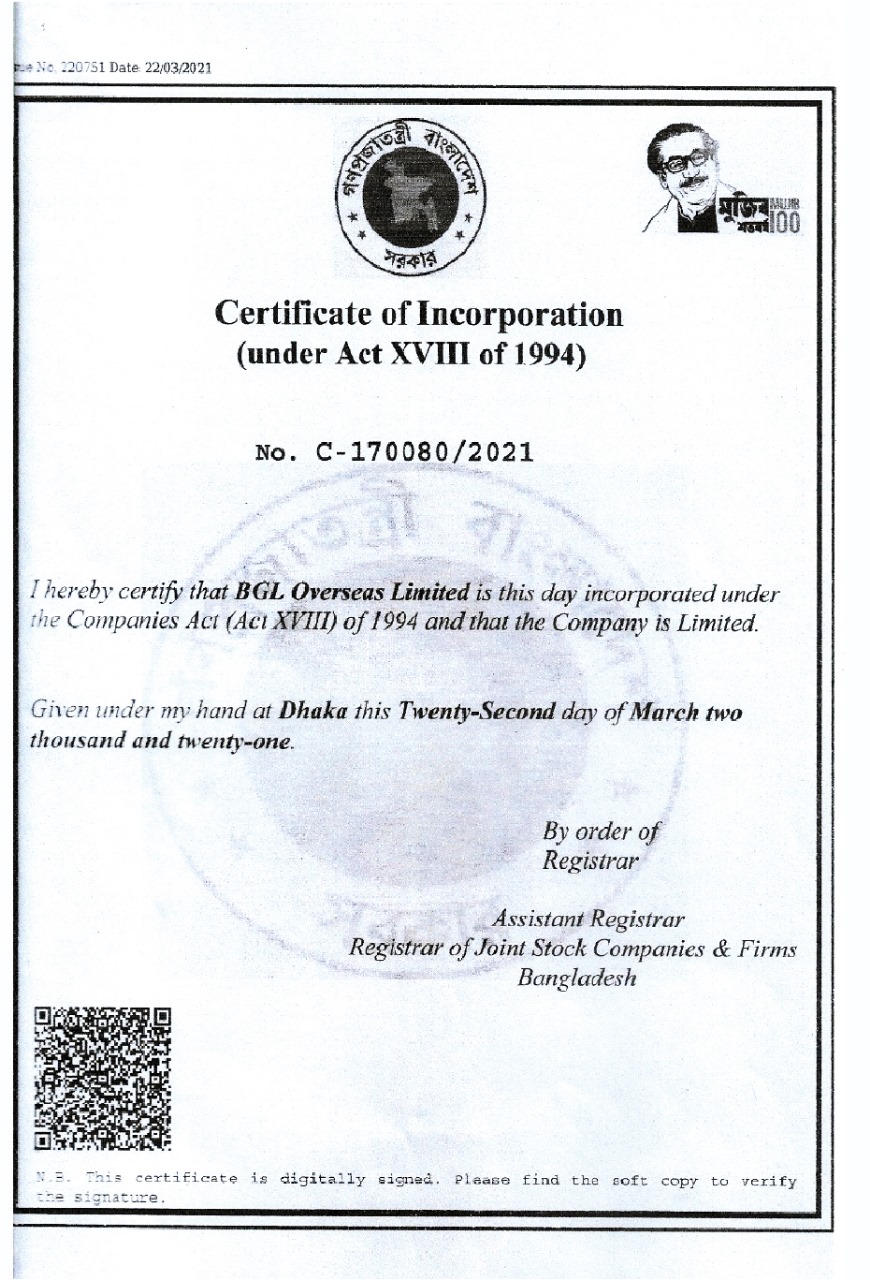 No. 220751 Date: 22/03/2021
গণপ্রজাতন্ত্রী বাংলাদেশ
সরকার
মুজিব MUJIB
শতবর্ষ 100
Certificate of Incorporation
(under Act XVIII of 1994)
No. C-170080/2021
I hereby certify that BGL Overseas Limited is this day incorporated under
the Companies Act (Act XVIII) of 1994 and that the Company is Limited.
Given under my hand at Dhaka this Twenty-Second day of March two
thousand and twenty-one.
By order of
Registrar
Assistant Registrar
Registrar of Joint Stock Companies & Firms
Bangladesh
N.B. This certificate is digitally signed. Please find the soft copy to verify
the signature.